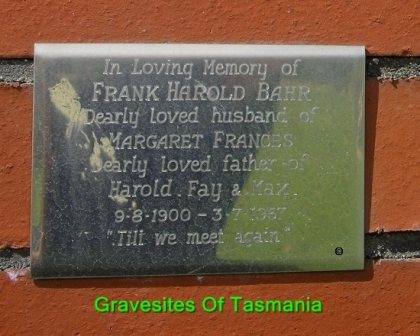 In Loving Memory of
FRANK HAROLD BAHR
Dearly loved husband of
MARGARET FRANCES
Dearly loved father of
Harold. Fay & Max.
9-8-1900 - 3-7-1987
"Till we meet again"
Gravesites Of Tasmania